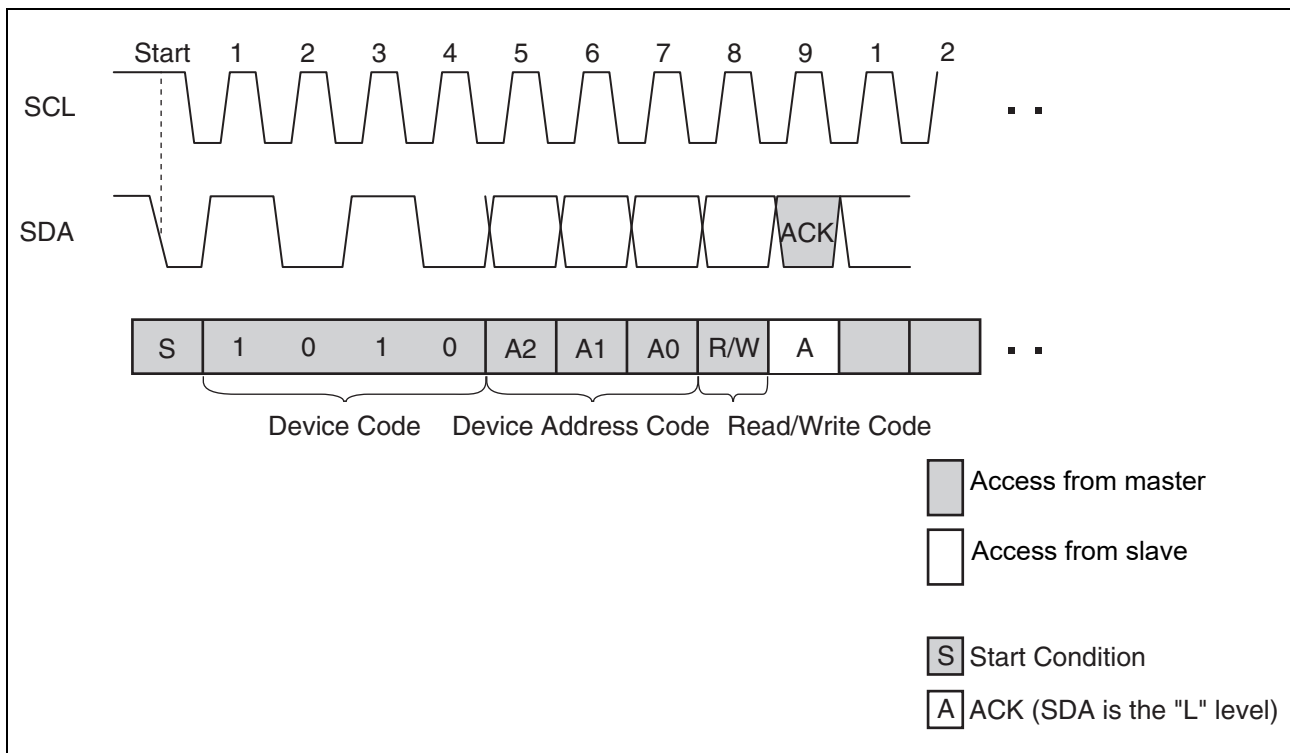 Start 1 2 3 4 5 6 7 8 9 1 2
SCL
SDA
ACK
S 1 0 1 0 A2 A1 A0 R/W A
Device Code Device Address Code Read/Write Code
Access from master
Access from slave
S Start Condition
A ACK (SDA is the "L" level)